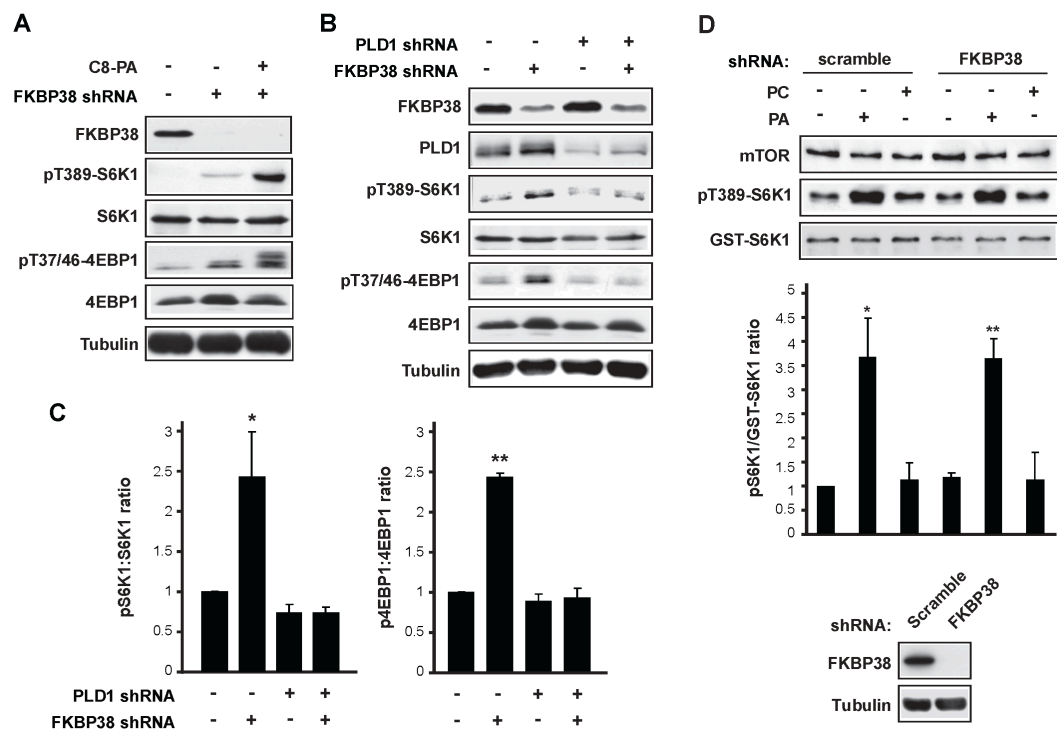 A
C8-PA - - +
FKBP38 shRNA - + +
FKBP38
pT389-S6K1
S6K1
pT37/46-4EBP1
4EBP1
Tubulin
B
PLD1 shRNA - - + +
FKBP38 shRNA - + - +
FKBP38
PLD1
pT389-S6K1
S6K1
pT37/46-4EBP1
4EBP1
Tubulin
C
pS6K1:S6K1 ratio
3
2.5
2
1.5
1
0.5
0
*
PLD1 shRNA - - + +
FKBP38 shRNA - + - +
p4EBP1:4EBP1 ratio
3
2.5
2
1.5
1
0.5
0
**
- - + +
- + - +
D
shRNA: scramble FKBP38
PC - - + - - +
PA - + - - + -
mTOR
pT389-S6K1
GST-S6K1
pS6K1/GST-S6K1 ratio
5
4.5
4
3.5
3
2.5
2
1.5
1
0.5
0
*
**
shRNA: Scramble FKBP38
FKBP38
Tubulin